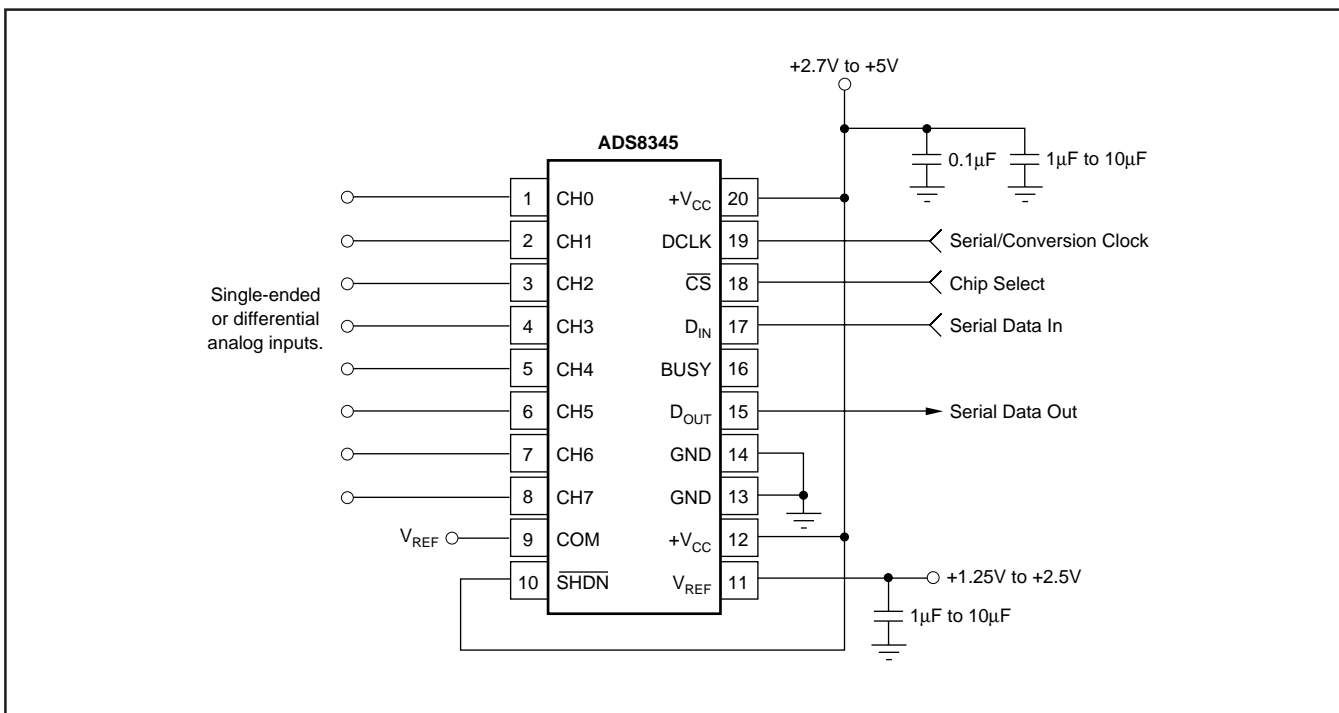 +2.7V to +5V
ADS8345
0.1µF
1µF to 10µF
Single-ended
or differential
analog inputs.
1 CH0 +VCC 20
2 CH1 DCLK 19 Serial/Conversion Clock
3 CH2 CS 18 Chip Select
4 CH3 DIN 17 Serial Data In
5 CH4 BUSY 16
6 CH5 DOUT 15 Serial Data Out
7 CH6 GND 14
8 CH7 GND 13
VREF 9 COM +VCC 12
10 SHDN VREF 11 +1.25V to +2.5V
1µF to 10µF